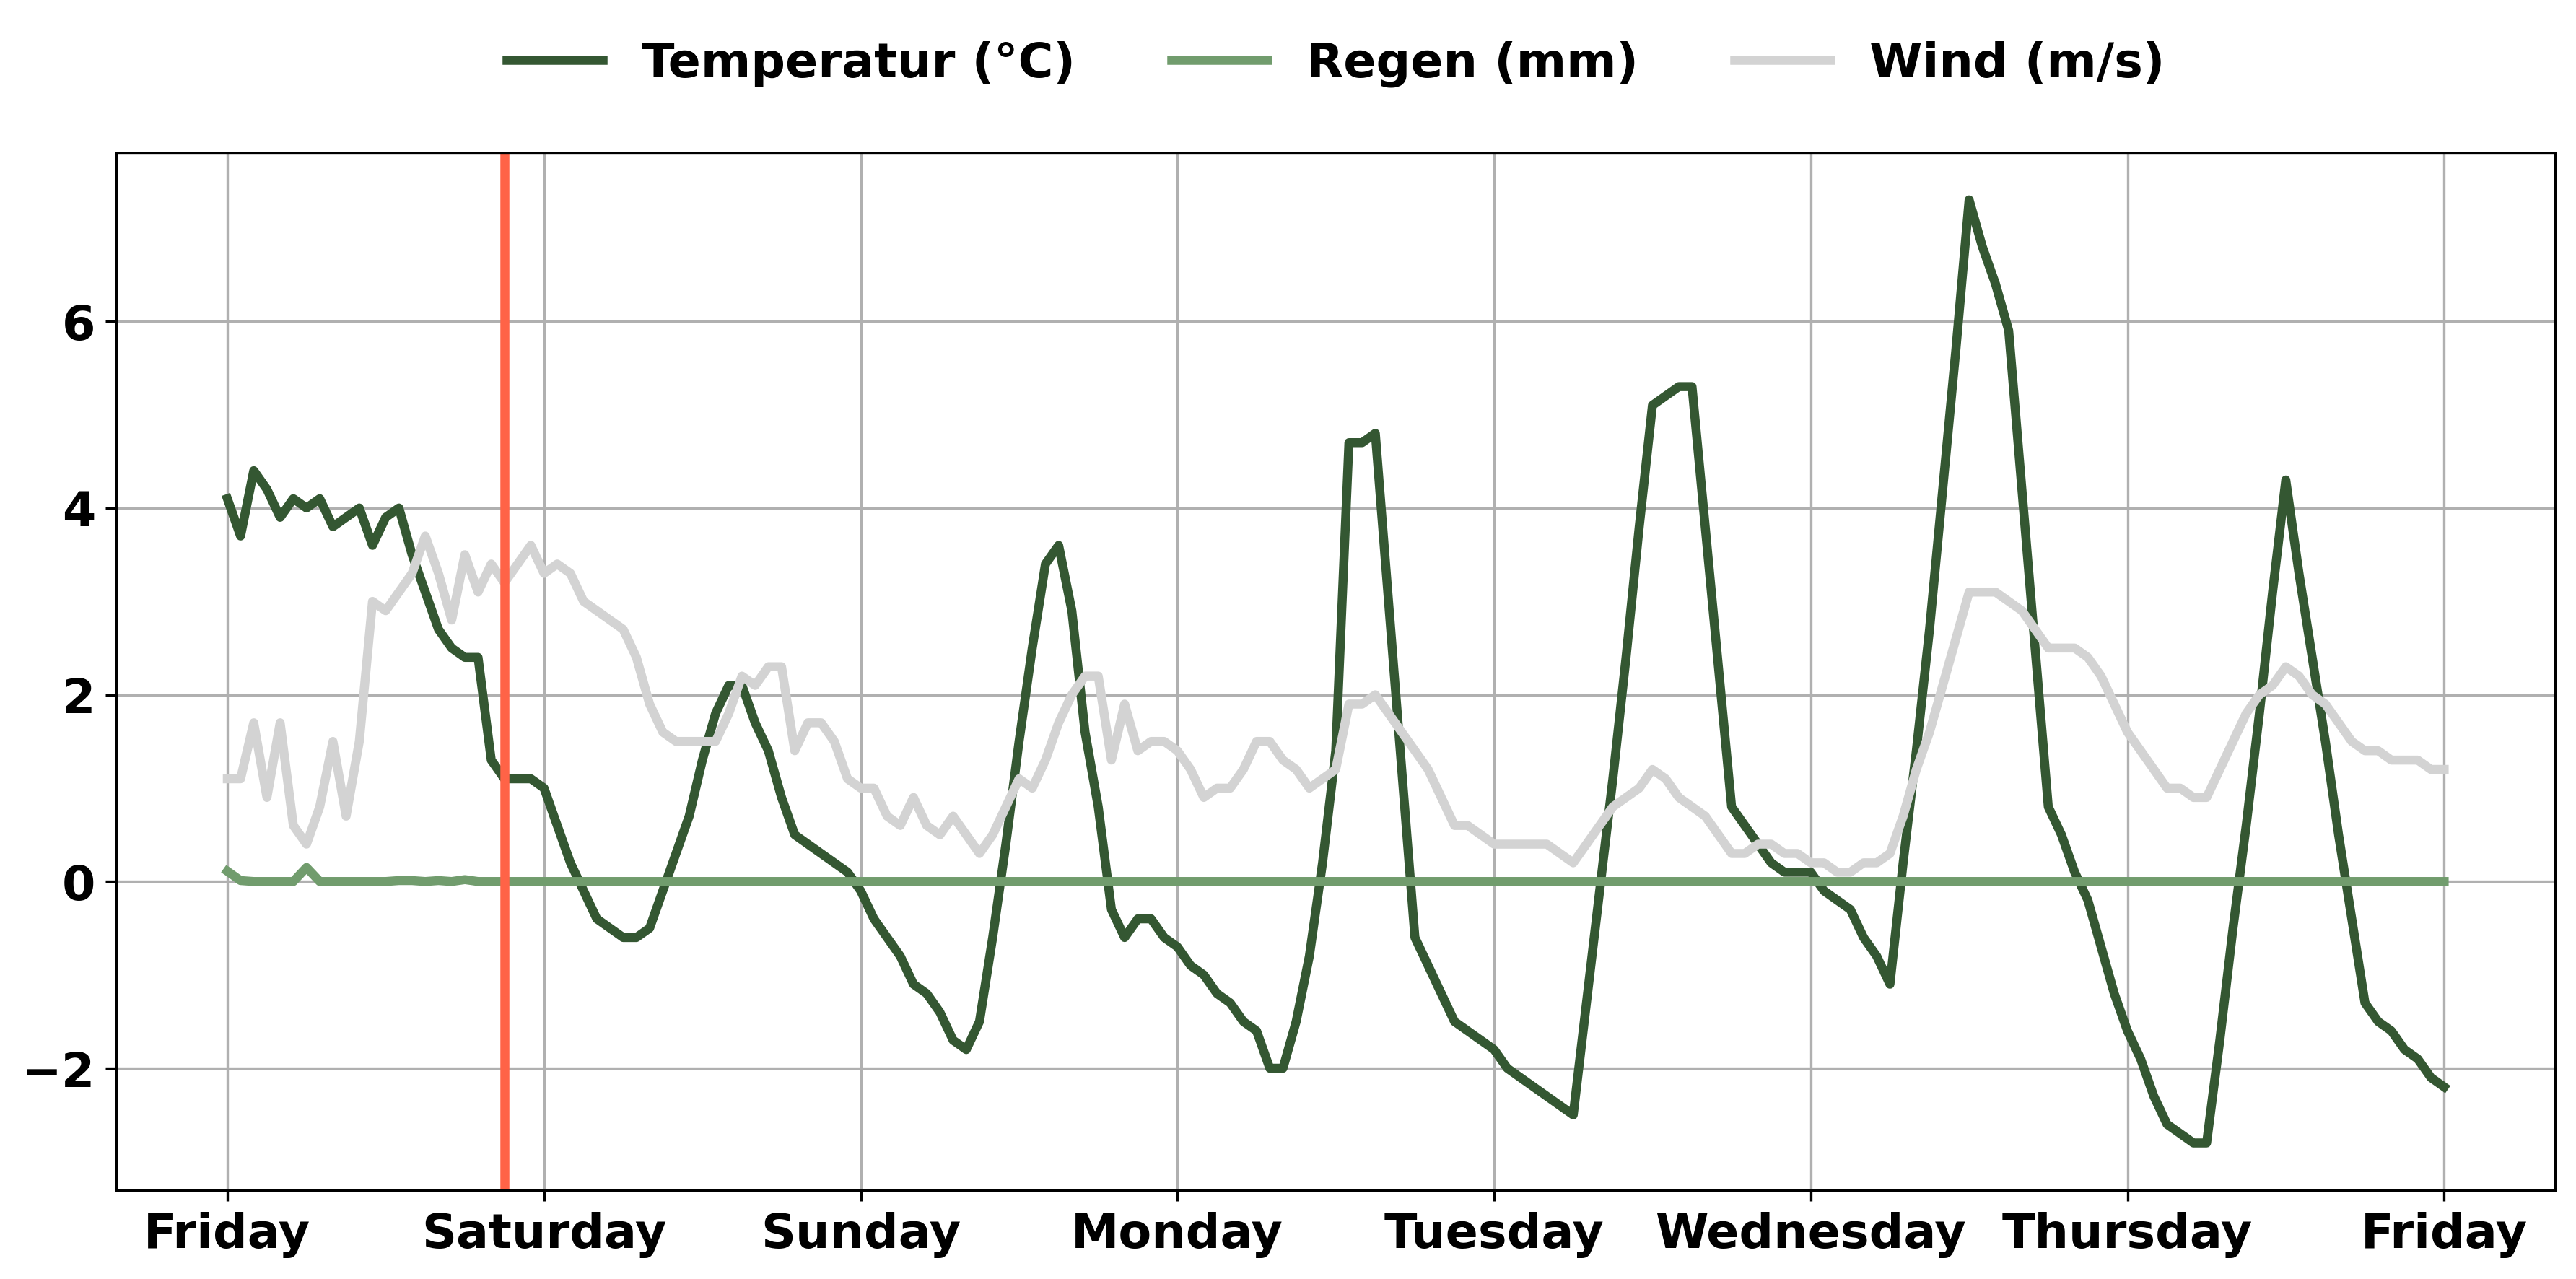 Temperatur (°C) Regen (mm) Wind (m/s)
6
4
2
0
−2
Friday Saturday Sunday Monday Tuesday Wednesday Thursday Friday